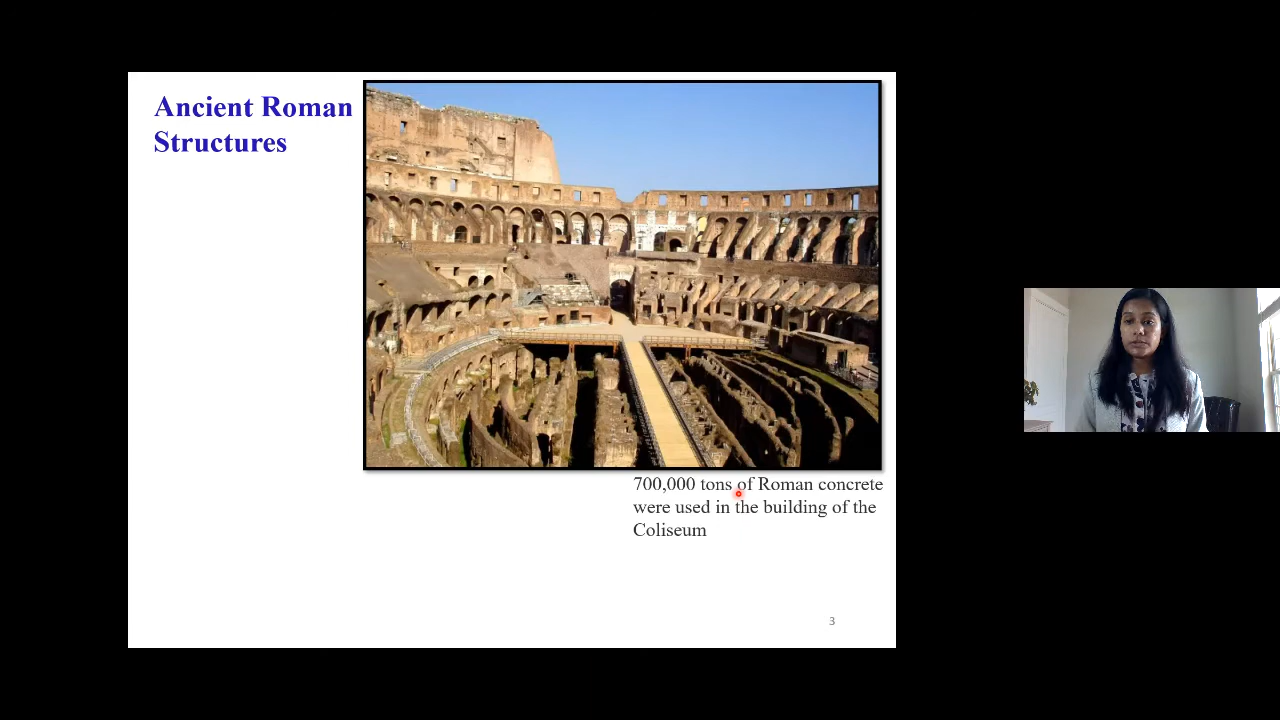 Ancient Roman
Structures
700,000 tons of Roman concrete
were used in the building of the
Coliseum
3